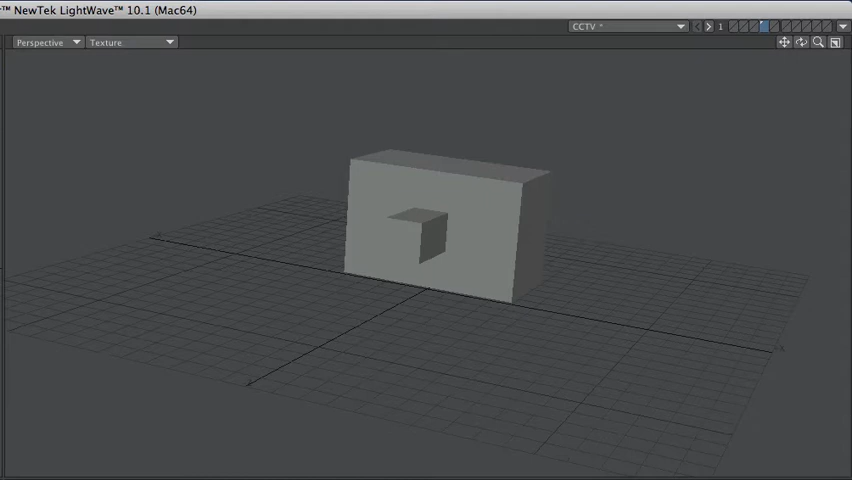 ™ NewTek LightWave™ 10.1 (Mac64)
CCTV * 1
Perspective Texture